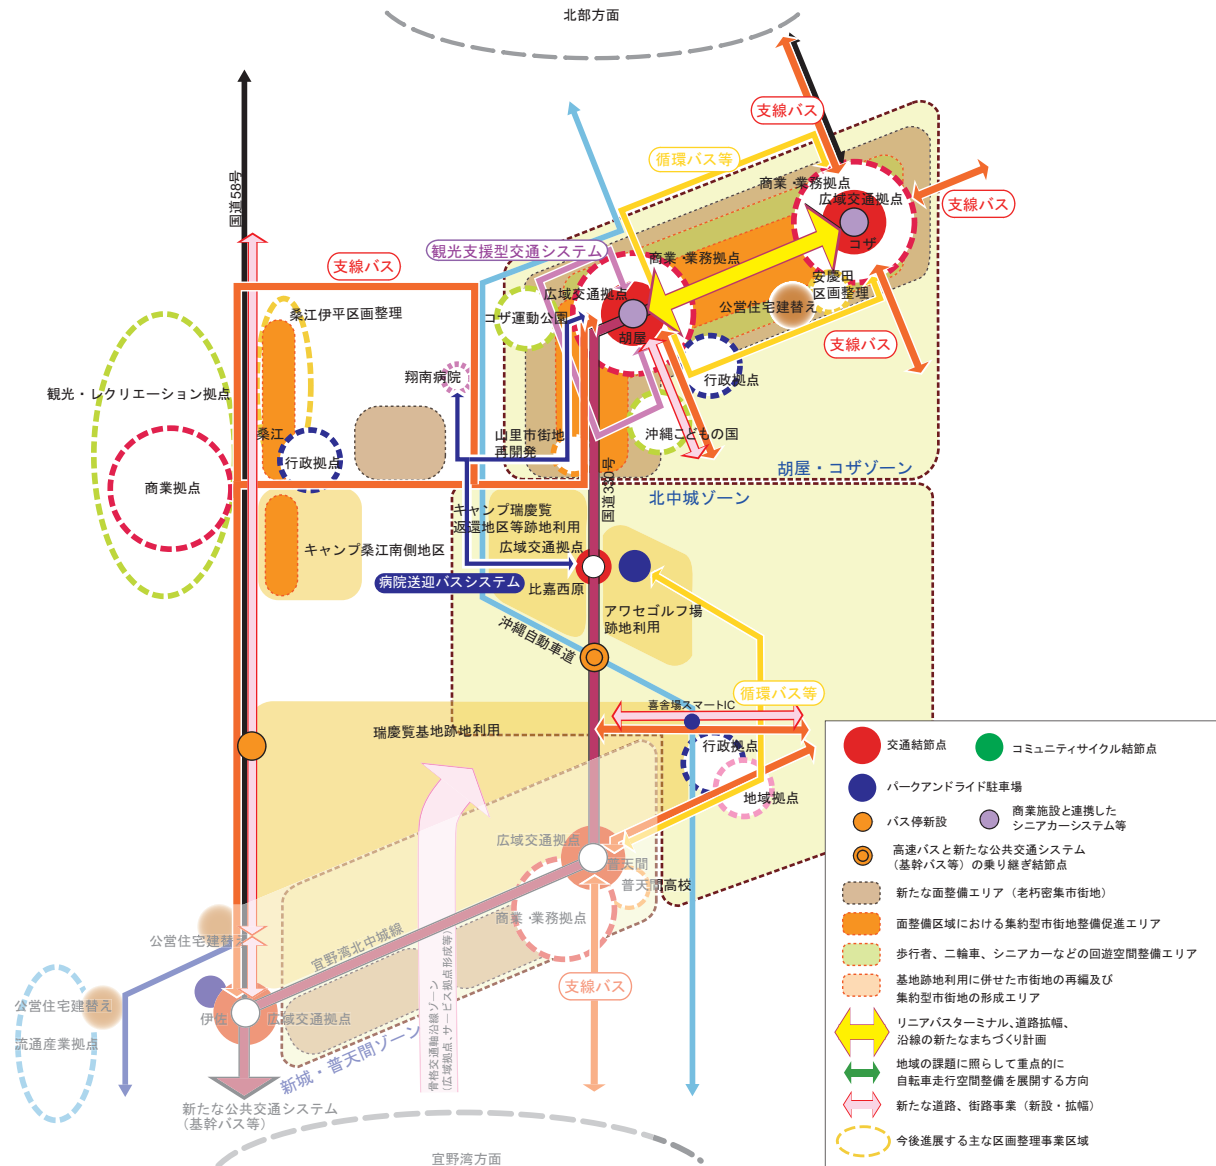 北部方面
国道58号
支線バス
循環バス等
商業・業務拠点
広域交通拠点
コザ
支線バス
観光支援型交通システム
商業・業務拠点
支線バス
広域交通拠点
安慶田
区画整理
公営住宅建替え
桑江伊平区画整理
コザ運動公園
胡屋
支線バス
翔南病院
行政拠点
観光・レクリエーション拠点
桑江
山里市街地
再開発
沖縄こどもの国
行政拠点
胡屋・コザゾーン
商業拠点
国道330号
北中城ゾーン
キャンプ瑞慶覧
返還地区等跡地利用
キャンプ桑江南側地区
広域交通拠点
病院送迎バスシステム
比嘉西原
アワセゴルフ場
跡地利用
沖縄自動車道
循環バス等
喜舎場スマートIC
瑞慶覧基地跡地利用
行政拠点
地域拠点
広域交通拠点
普天間
普天間高校
商業・業務拠点
公営住宅建替え
宜野湾北中城線
支線バス
公営住宅建替え
伊佐
広域交通拠点
流通産業拠点
新城・普天間ゾーン
骨格交通軸沿線ゾーン
(広域拠点、サービス拠点形成等)
新たな公共交通システム
(基幹バス等)
宜野湾方面
交通結節点
コミュニティサイクル結節点
パークアンドライド駐車場
バス停新設
商業施設と連携した
シニアカーシステム等
高速バスと新たな公共交通システム
(基幹バス等)の乗り継ぎ結節点
新たな面整備エリア(老朽密集市街地)
面整備区域における集約型市街地整備促進エリア
歩行者、二輪車、シニアカーなどの回遊空間整備エリア
基地跡地利用に併せた市街地の再編及び
集約型市街地の形成エリア
リニアバスターミナル、道路拡幅、
沿線の新たなまちづくり計画
地域の課題に照らして重点的に
自転車走行空間整備を展開する方向
新たな道路、街路事業(新設・拡幅)
今後進展する主な区画整理事業区域